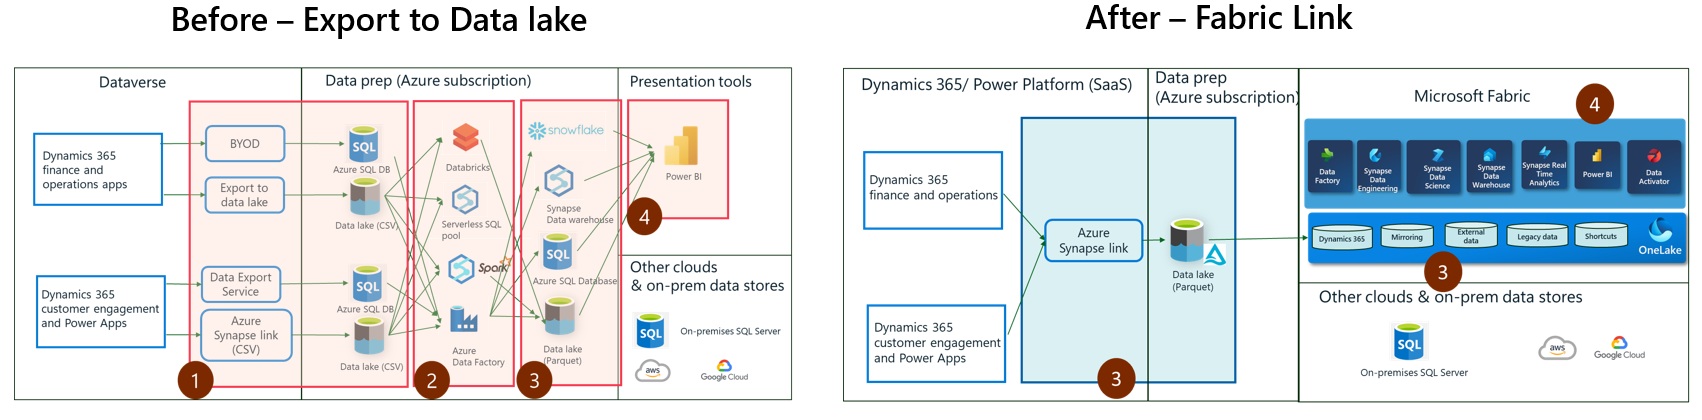 Before – Export to Data lake
Dataverse
Data prep (Azure subscription)
Presentation tools
Dynamics 365
finance and
operations apps
BYOD
Export to
data lake
SQL
Azure SQL DB
Data lake (CSV)
Dynamics 365
customer engagement
and Power Apps
Data Export
Service
Azure
Synapse link
(CSV)
SQL
Azure SQL DB
Data lake (CSV)
1
Databricks
Serverless SQL
pool
Spark
Azure
Data Factory
2
snowflake
Synapse
Data warehouse
SQL
Azure SQL Database
Data lake
(Parquet)
3
Power BI
4
Other clouds
& on-prem data stores
SQL
On-premises SQL Server
aws
Google Cloud
After – Fabric Link
Dynamics 365/ Power Platform (SaaS)
Data prep
(Azure subscription)
Microsoft Fabric
Dynamics 365
finance and operations
Dynamics 365
customer engagement
and Power Apps
Azure
Synapse link
Data lake
(Parquet)
3
4
Data
Factory
Synapse
Data
Engineering
Synapse
Data
Science
Synapse
Data
Warehouse
Synapse Real
Time
Analytics
Power BI
Data
Activator
Dynamics 365
Mirroring
External
data
Legacy data
Shortcuts
OneLake
3
Other clouds & on-prem data stores
SQL
On-premises SQL Server
aws
Google Cloud